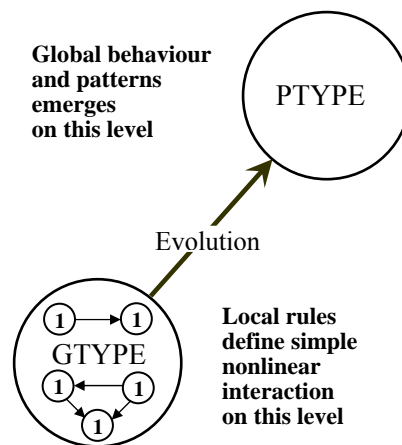 Global behaviour
and patterns
emerges
on this level
PTYPE
Evolution
1 1
GTYPE
1 1
1
Local rules
define simple
nonlinear
interaction
on this level